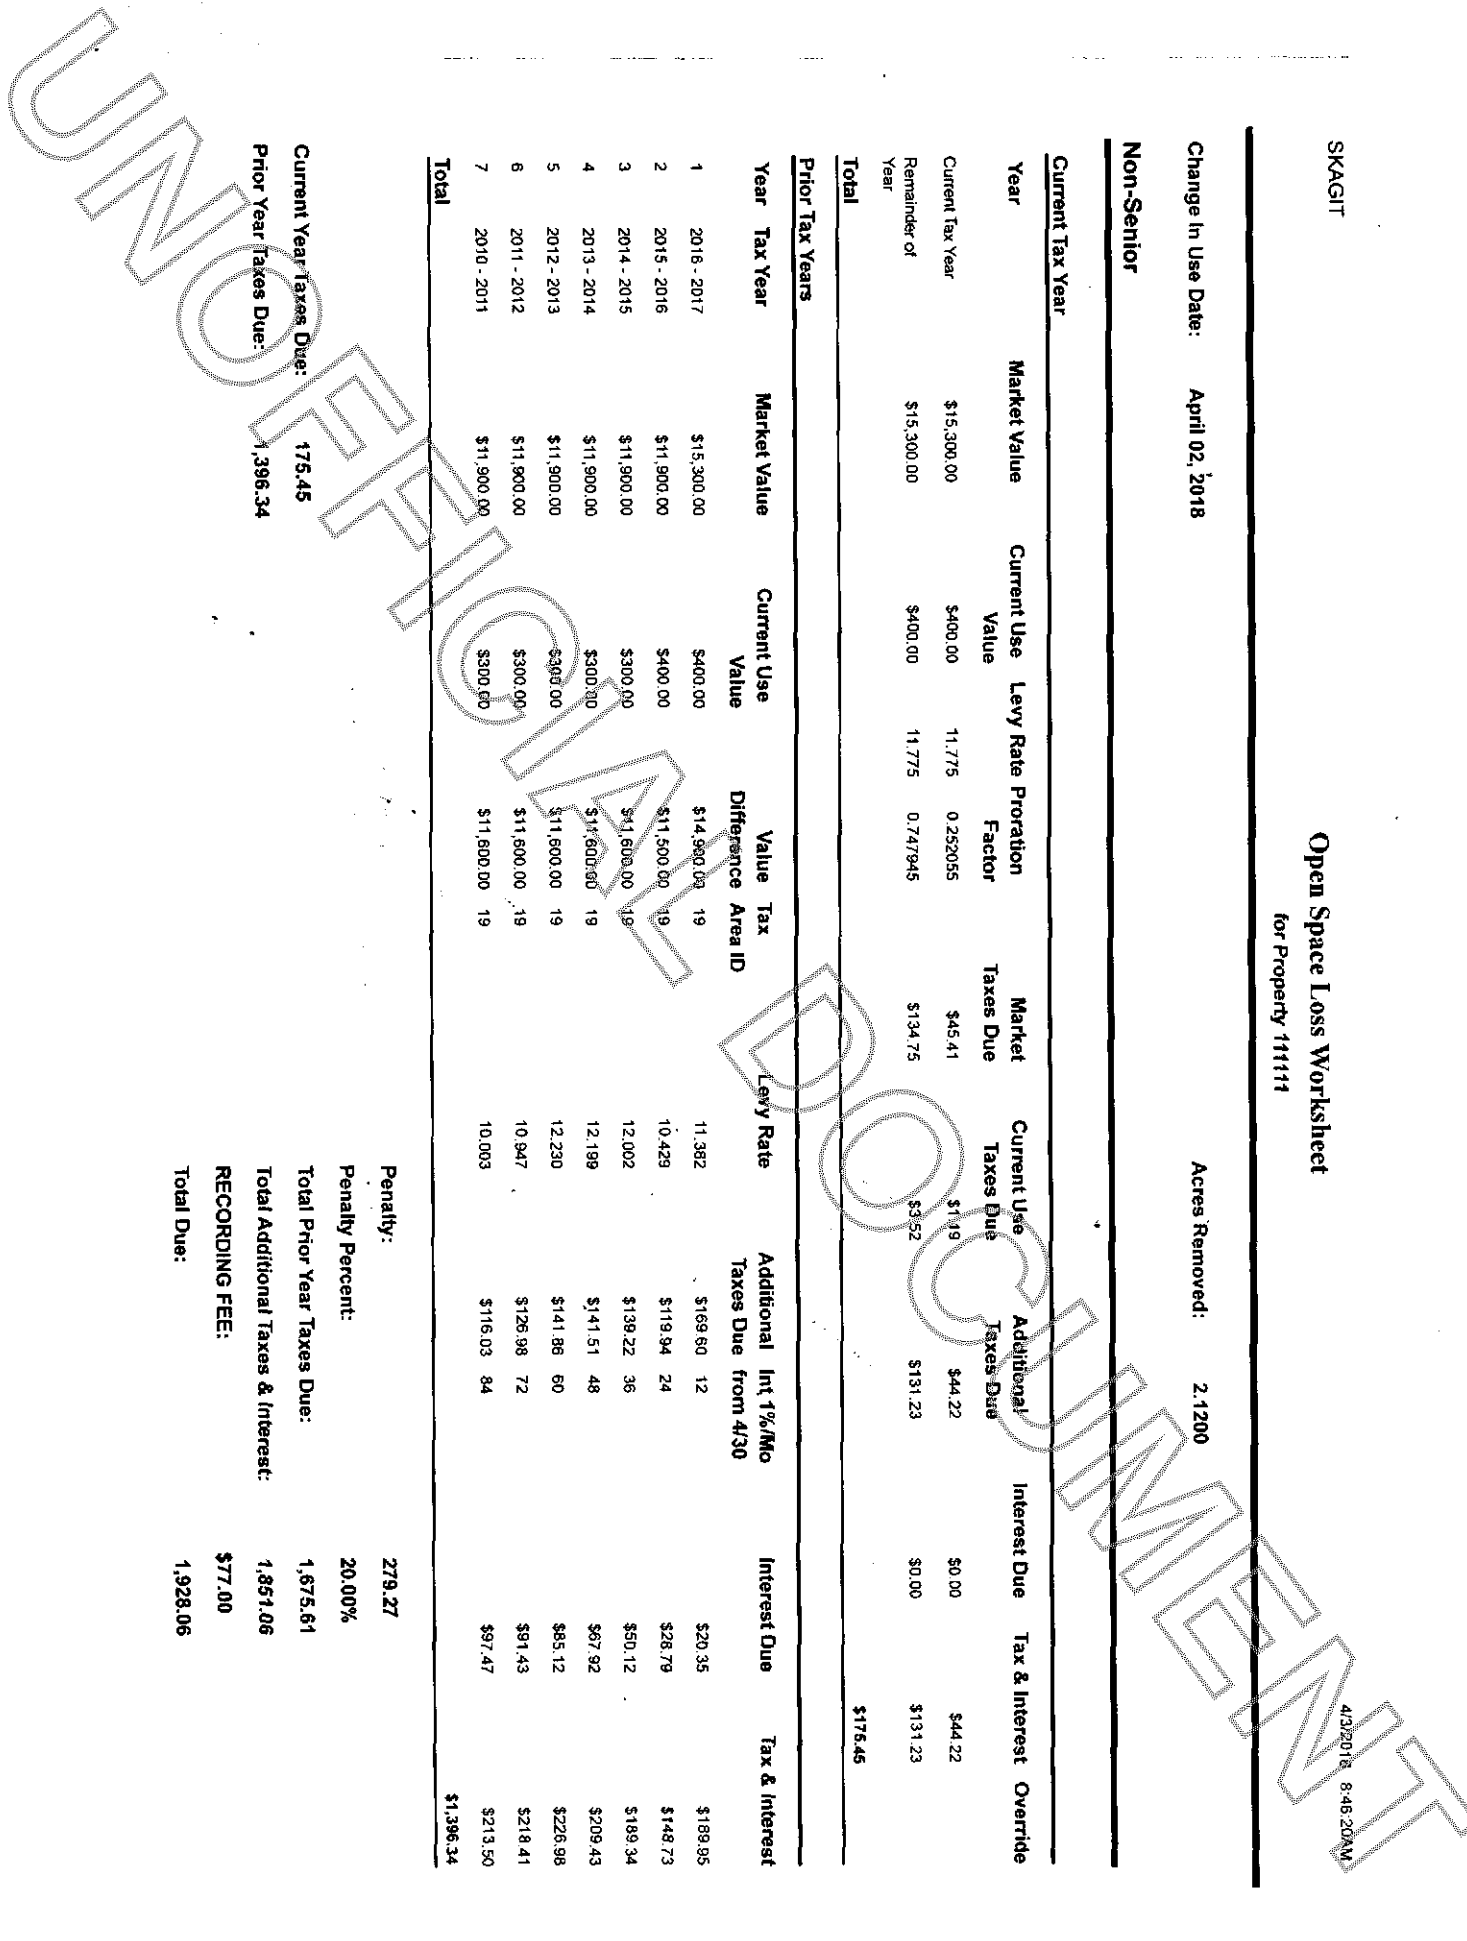 SKAGIT
Open Space Loss Worksheet
4/3/2018 8:46:20AM
for Property 111111
Change In Use Date: April 02, 2018 Acres Removed: 2.1200
Non-Senior
Current Tax Year
Year Market Value Current Use Value Levy Rate Proration Factor Market Taxes Due Current Use Taxes Due Additional Taxes Due Interest Due Tax & Interest Override
Current Tax Year $15,300.00 $400.00 11.775 0.252055 $45.41 $1.19 $44.22 $0.00 $44.22
Remainder of Year $15,300.00 $400.00 11.775 0.747945 $134.75 $3.52 $131.23 $0.00 $131.23
Total $175.45
Prior Tax Years
Year Tax Year Market Value Current Use Value Value Difference Tax Area ID Levy Rate Additional Taxes Due Int 1%/Mo from 4/30 Interest Due Tax & Interest
1 2016 - 2017 $15,300.00 $400.00 $14,900.00 19 11.382 $169.60 12 $20.35 $189.95
2 2015 - 2016 $11,900.00 $400.00 $11,500.00 19 10.429 $119.94 24 $28.79 $148.73
3 2014 - 2015 $11,900.00 $300.00 $11,600.00 19 12.002 $139.22 36 $50.12 $189.34
4 2013 - 2014 $11,900.00 $300.00 $11,600.00 19 12.199 $141.51 48 $67.92 $209.43
5 2012 - 2013 $11,900.00 $300.00 $11,600.00 19 12.230 $141.86 60 $85.12 $226.98
6 2011 - 2012 $11,900.00 $300.00 $11,600.00 19 10.947 $126.98 72 $91.43 $218.41
7 2010 - 2011 $11,900.00 $300.00 $11,600.00 19 10.003 $116.03 84 $97.47 $213.50
Total $1,396.34
Penalty: 279.27
Penalty Percent: 20.00%
Current Year Taxes Due: 175.45 Total Prior Year Taxes Due: 1,675.61
Prior Year Taxes Due: 1,396.34 Total Additional Taxes & Interest: 1,851.06
RECORDING FEE: $77.00
Total Due: 1,928.06
UNOFFICIAL DOCUMENT